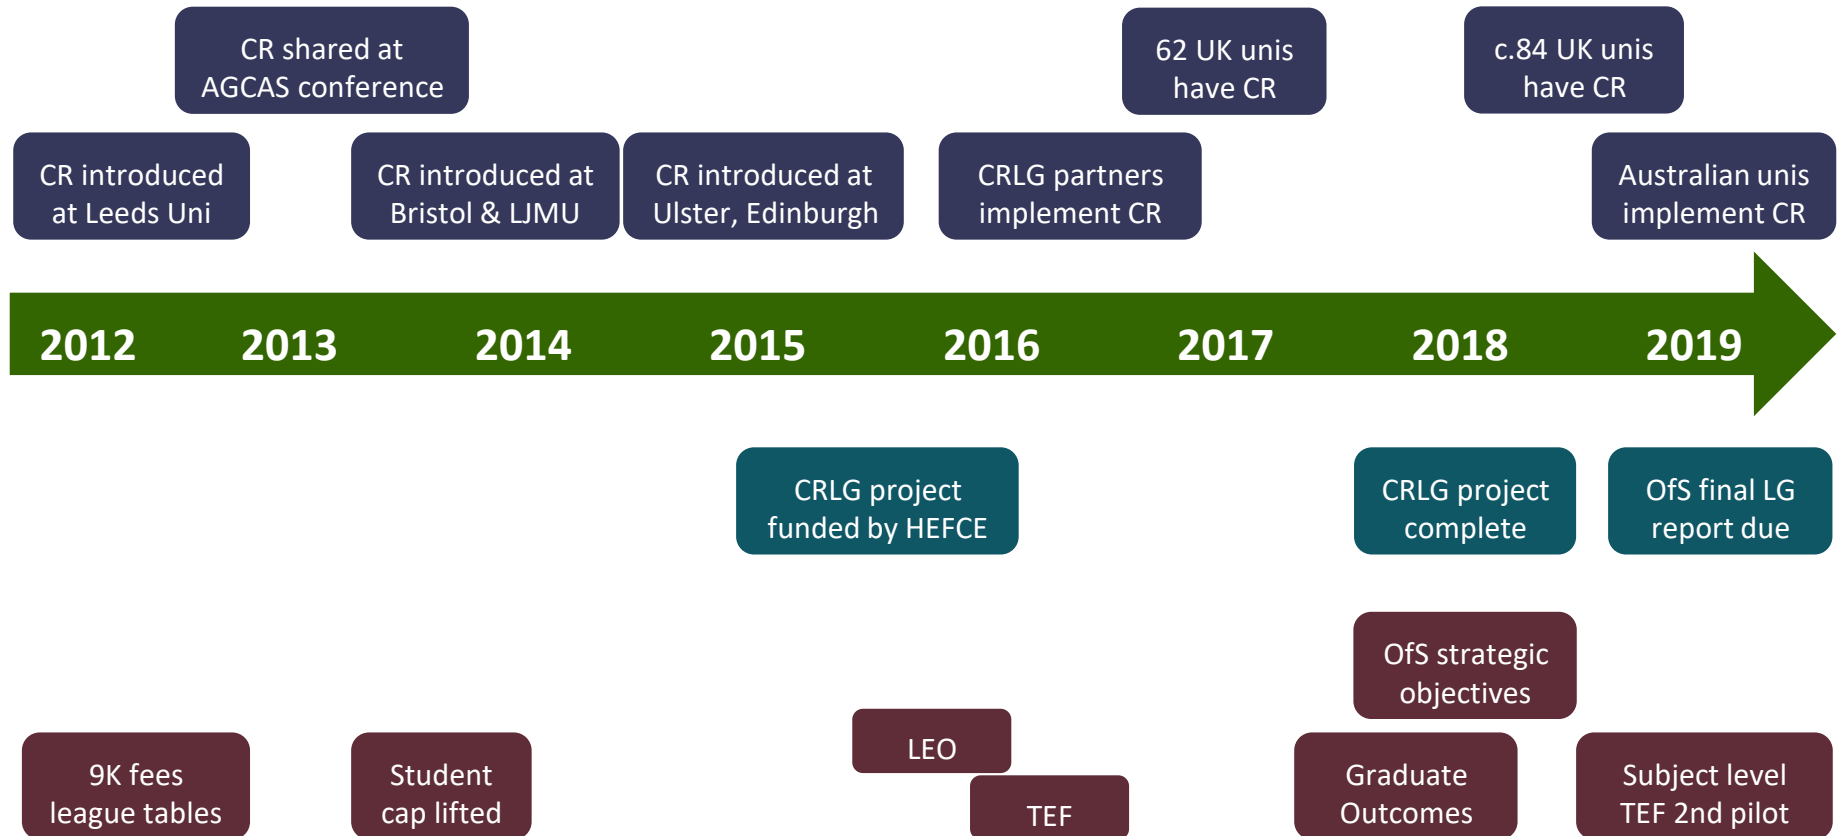 CR shared at
AGCAS conference
62 UK unis
have CR
c.84 UK unis
have CR
CR introduced
at Leeds Uni
CR introduced at
Bristol & LJMU
CR introduced at
Ulster, Edinburgh
CRLG partners
implement CR
Australian unis
implement CR
2012 2013 2014 2015 2016 2017 2018 2019
CRLG project
funded by HEFCE
CRLG project
complete
OfS final LG
report due
OfS strategic
objectives
LEO
9K fees
league tables
Student
cap lifted
TEF
Graduate
Outcomes
Subject level
TEF 2nd pilot